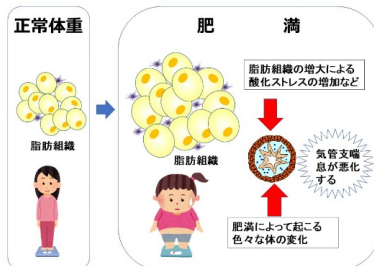 正常体重
脂肪組織
肥　　満
脂肪組織
脂肪組織の増大による
酸化ストレスの増加など
気管支喘
息が悪化
する
肥満によって起こる
色々な体の変化